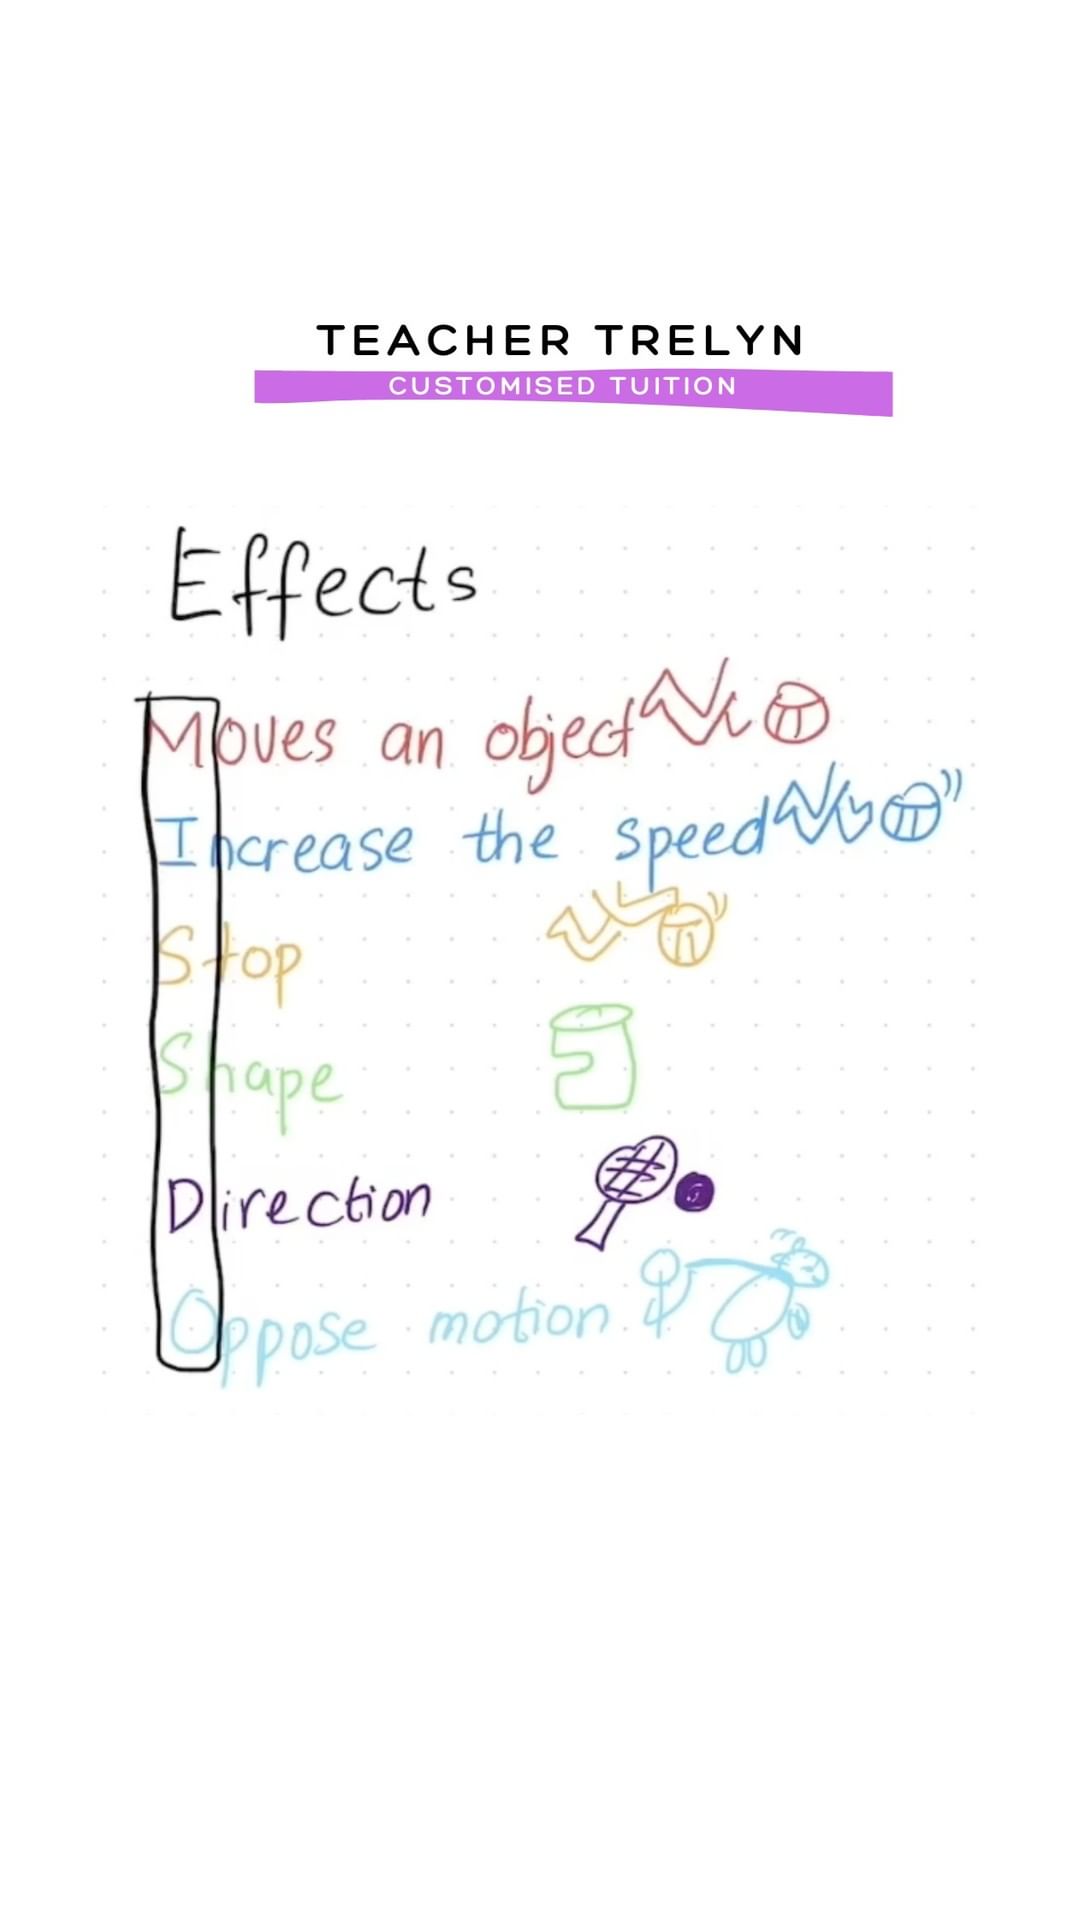 TEACHER TRELYN
CUSTOMISED TUITION
Effects
Moves an object
Increase the speed
Stop
Shape
Direction
Oppose motion